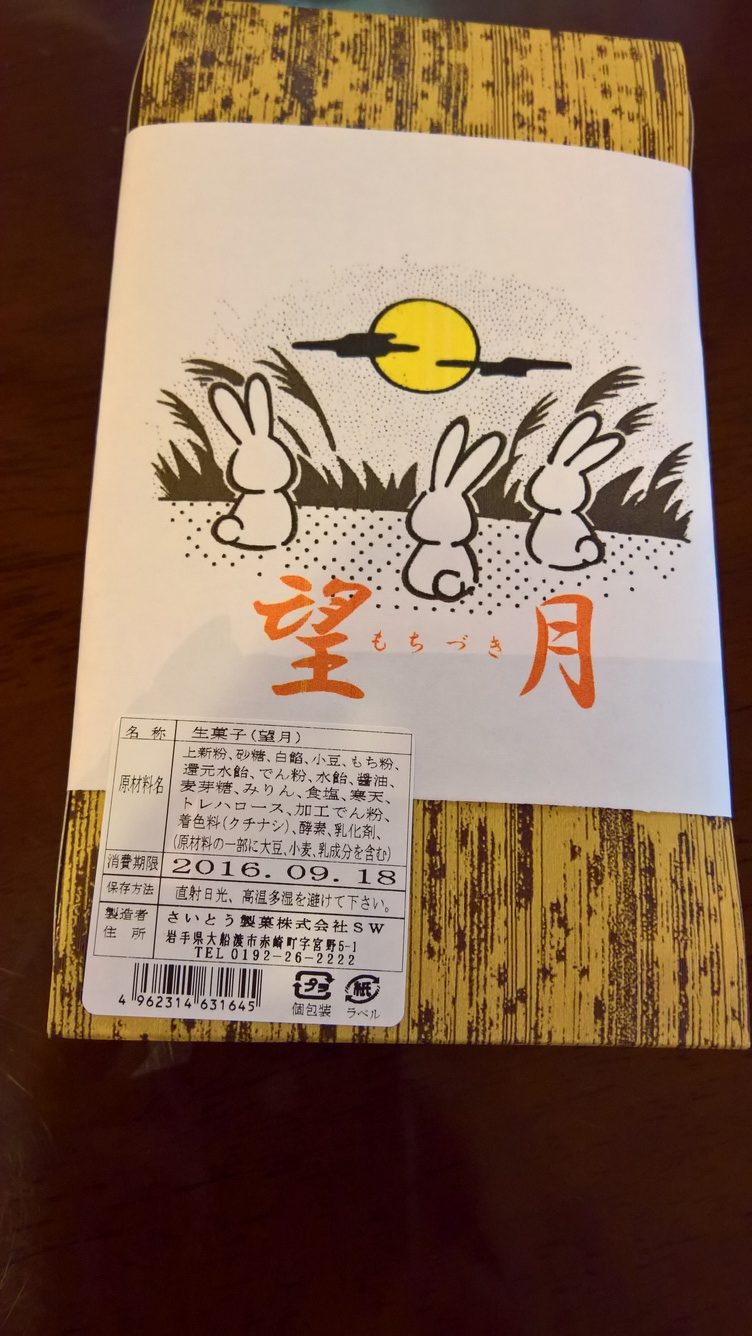 望もちづき月
名称 生菓子(望月)
原材料名 上新粉、砂糖、白餡、小豆、もち粉、
還元水飴、でん粉、水飴、醤油、
麦芽糖、みりん、食塩、寒天、
トレハロース、加工でん粉、
着色料(クチナシ)、酵素、乳化剤、
(原材料の一部に大豆、小麦、乳成分を含む)
消費期限 2016.09.18
保存方法 直射日光、高温多湿を避けて下さい。
製造者 さいとう製菓株式会社SW
住所 岩手県大船渡市赤崎町字宮野5-1
TEL 0192-26-2222
4 962314 631645
プラ 紙
個包装 ラベル